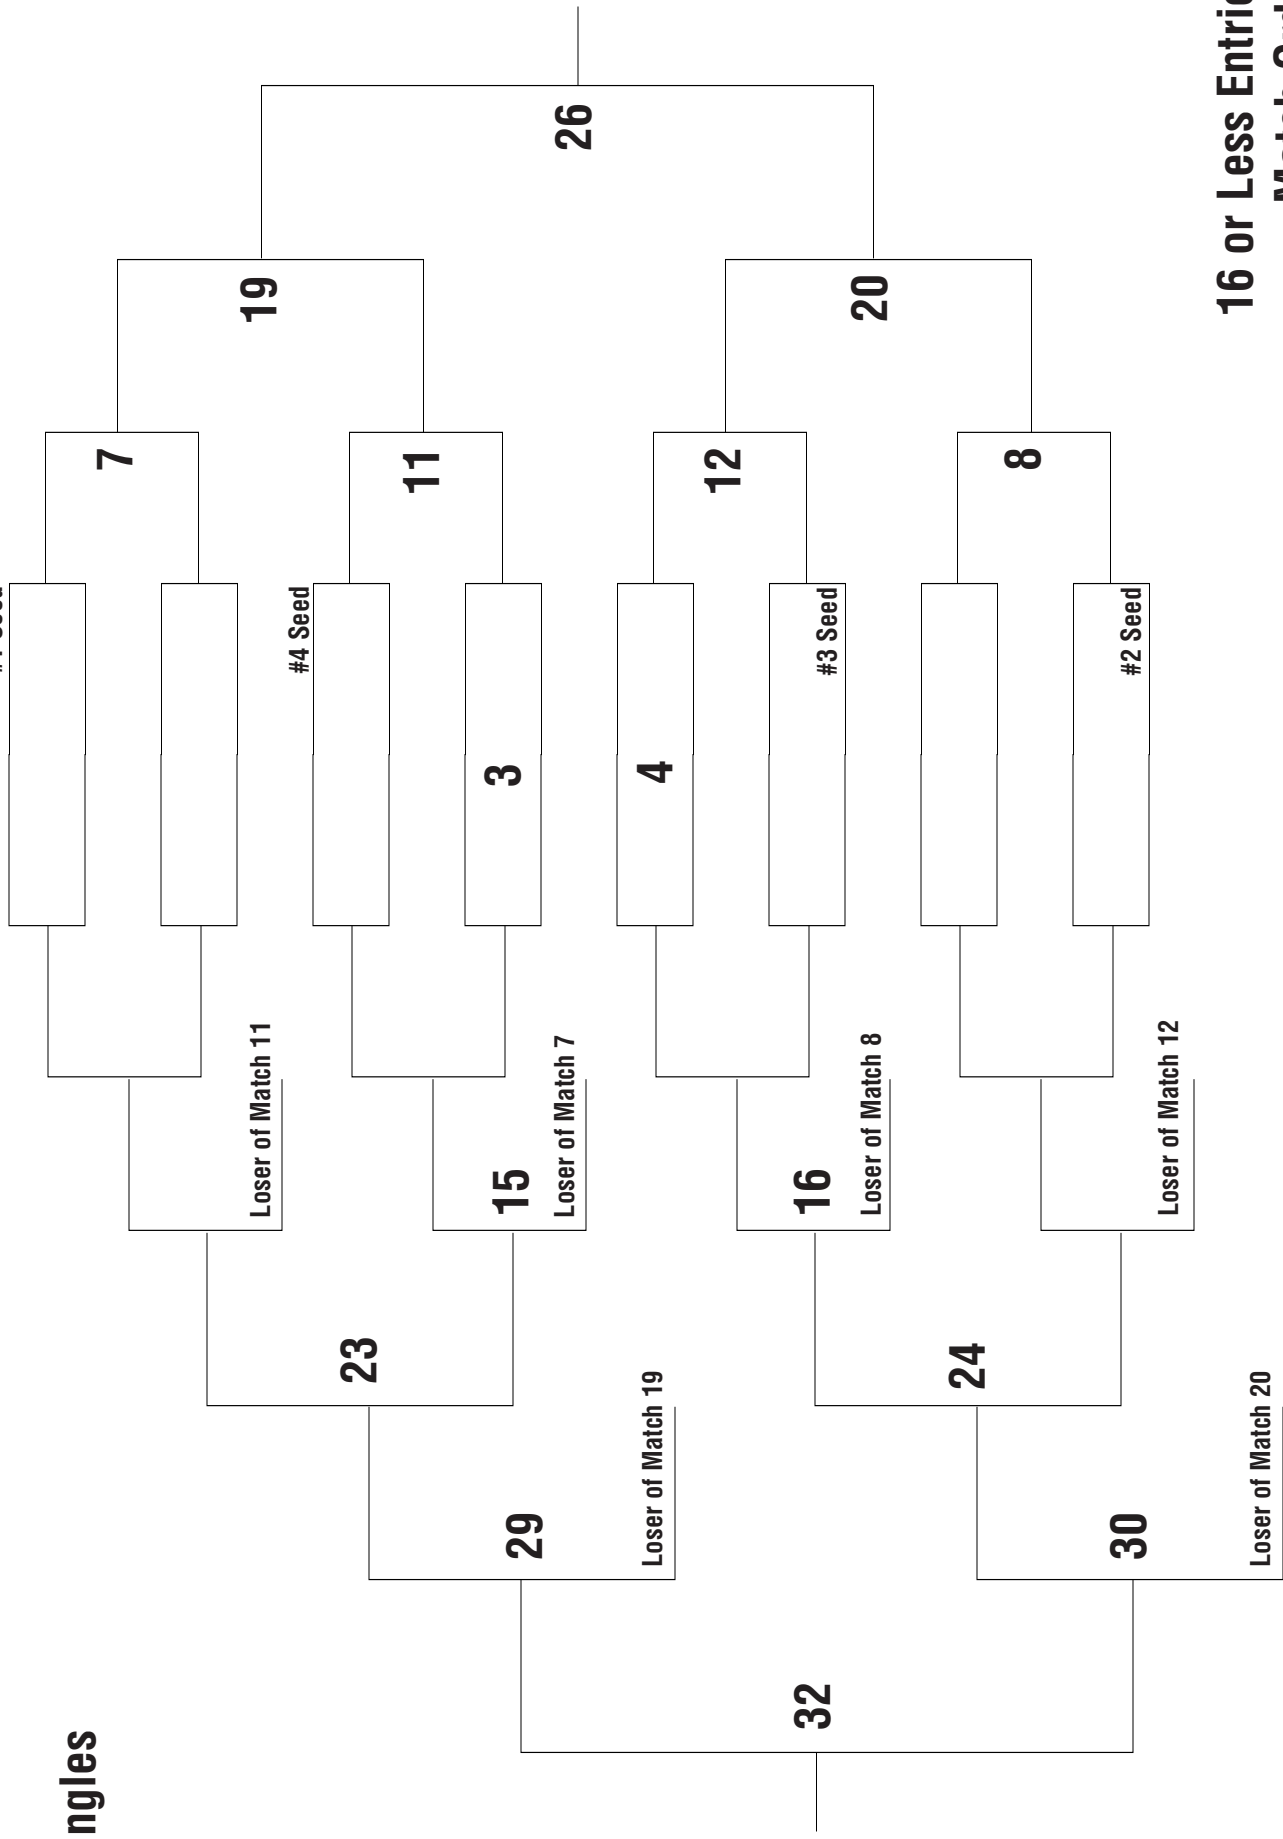 ngles
16 or Less Entrie
26
19
20
7
11
12
8
#4 Seed
#3 Seed
#2 Seed
3
4
Loser of Match 11
15
Loser of Match 7
16
Loser of Match 8
Loser of Match 12
23
24
Loser of Match 19
29
Loser of Match 20
30
32